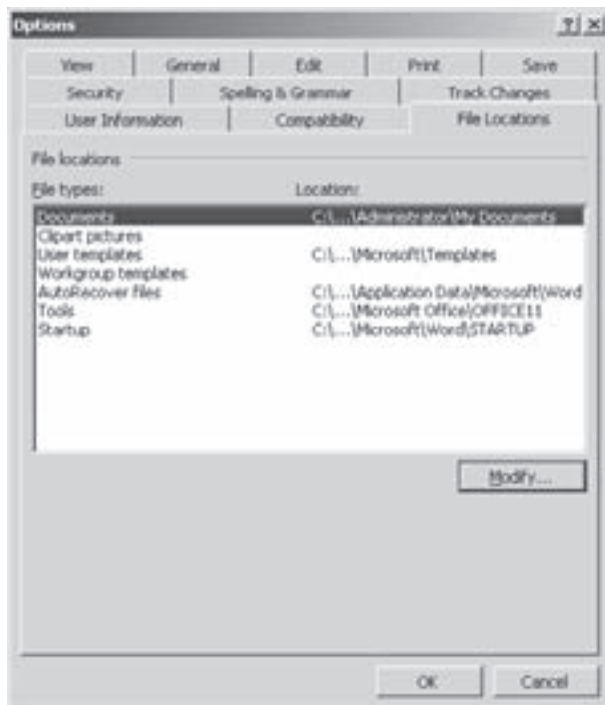 Options
View General Edit Print Save
Security Spelling & Grammar Track Changes
User Information Compatibility File Locations
File locations
File types: Location:
Documents C:\...\Administrator\My Documents
Clipart pictures
User templates C:\...\Microsoft\Templates
Workgroup templates
AutoRecover files C:\...\Application Data\Microsoft\Word
Tools C:\...\Microsoft Office\OFFICE11
Startup C:\...\Microsoft\Word\STARTUP
Modify...
OK Cancel